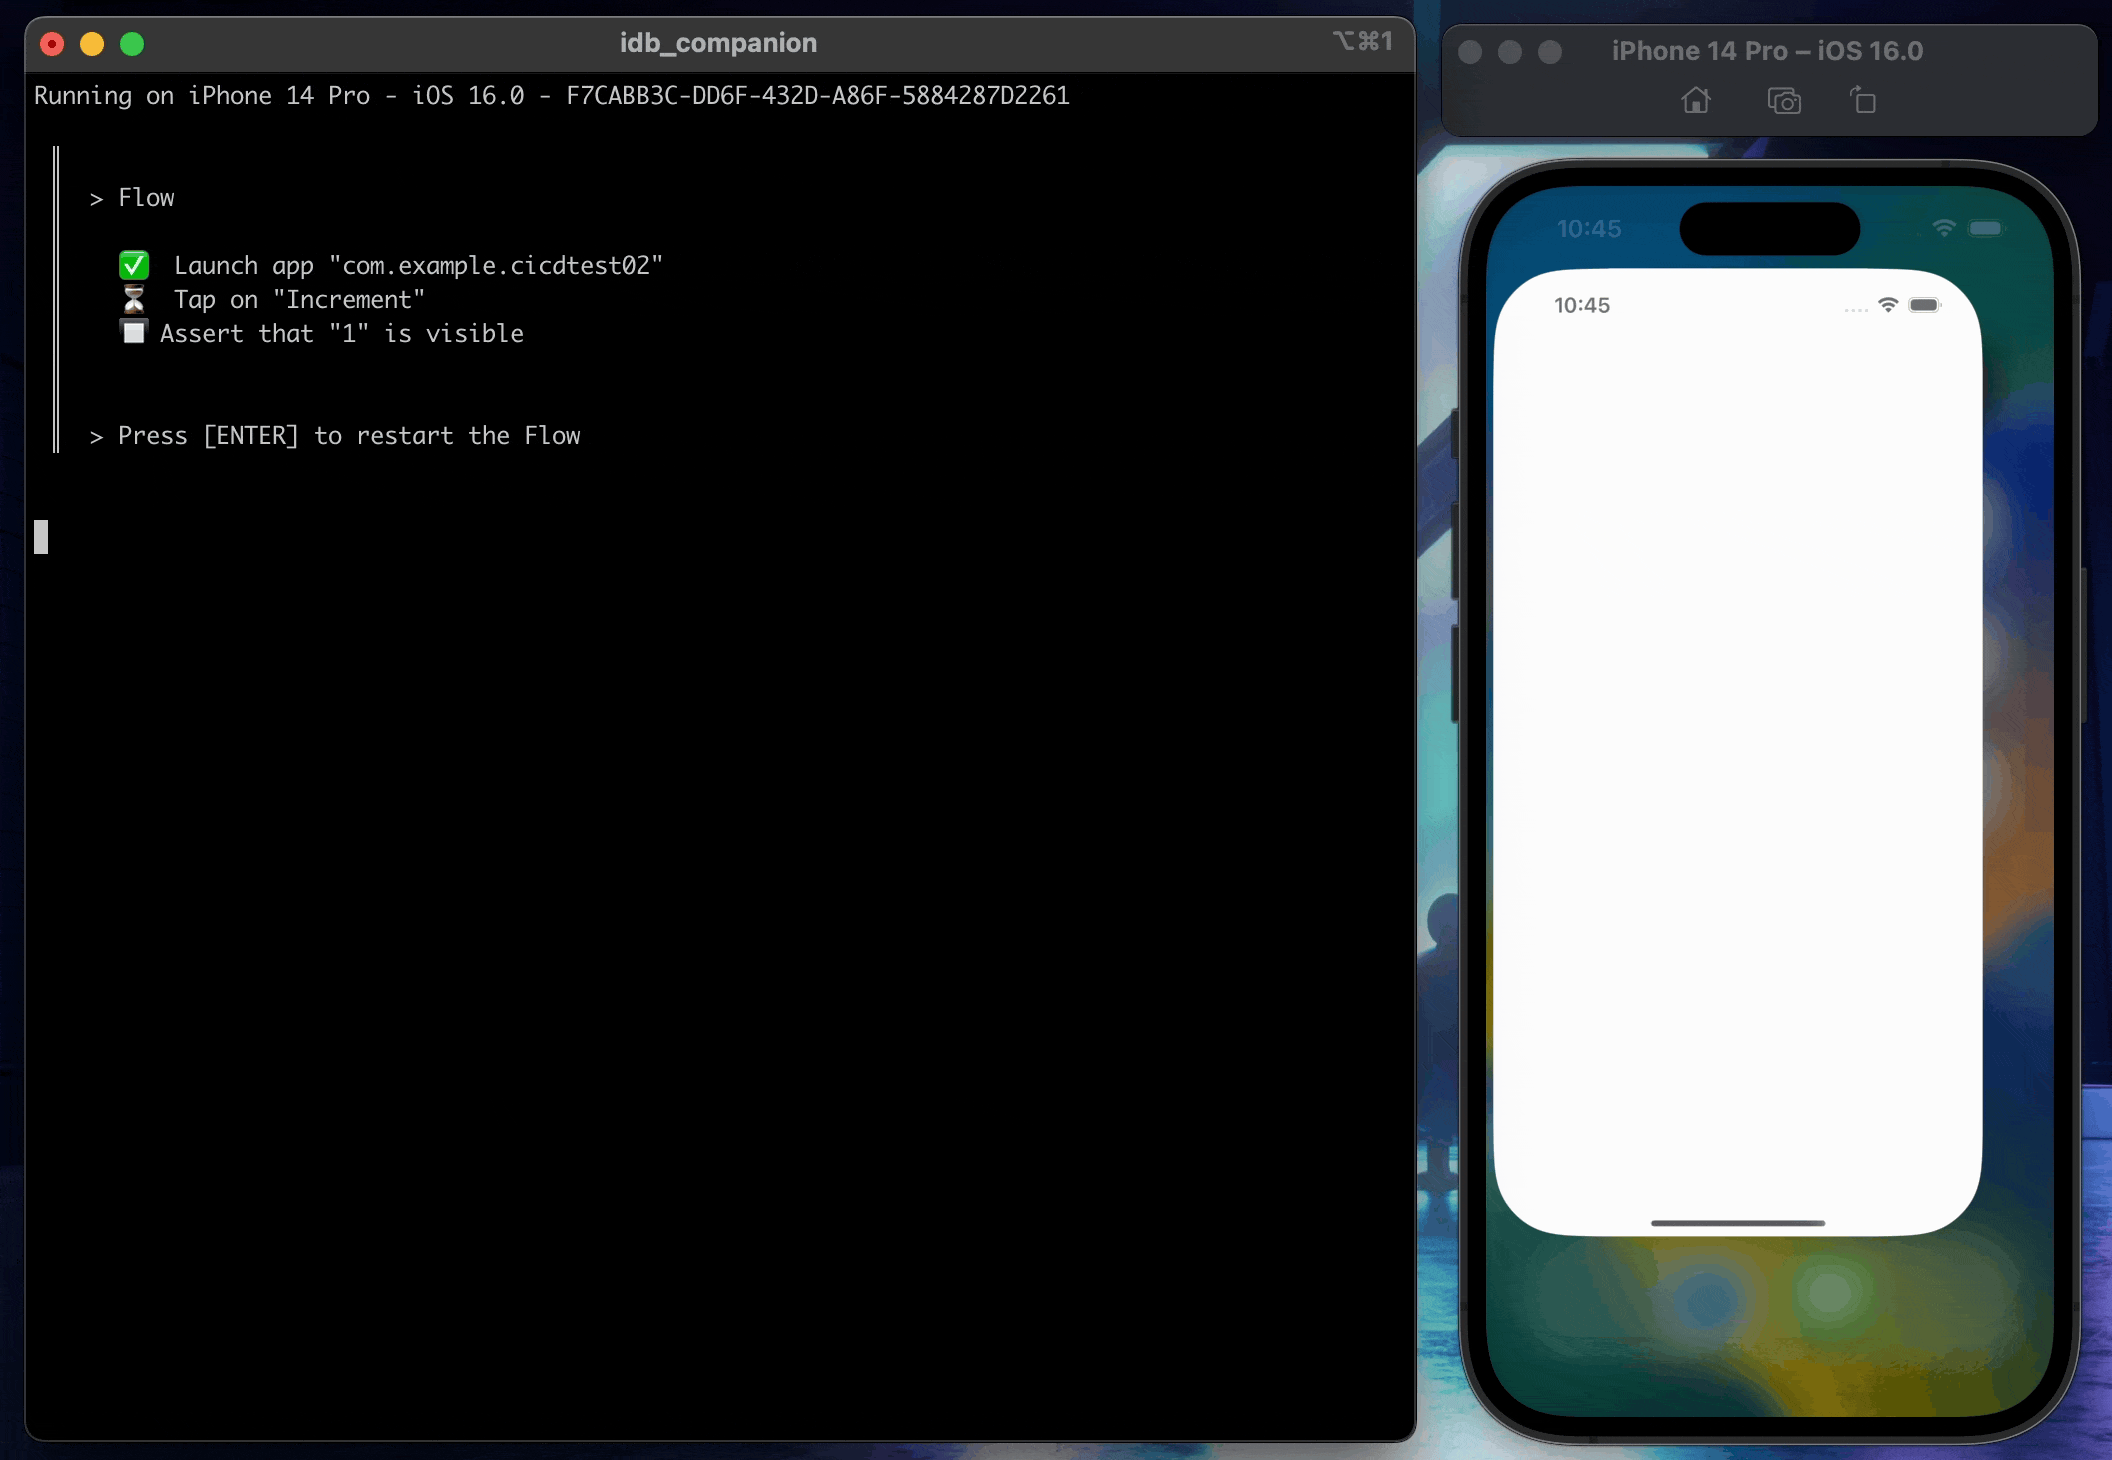 idb_companion
⌥⌘1
Running on iPhone 14 Pro - iOS 16.0 - F7CABB3C-DD6F-432D-A86F-5884287D2261
> Flow
✅ Launch app "com.example.cicdtest02"
⏳ Tap on "Increment"
🔲 Assert that "1" is visible
> Press [ENTER] to restart the Flow
iPhone 14 Pro – iOS 16.0
10:45
10:45